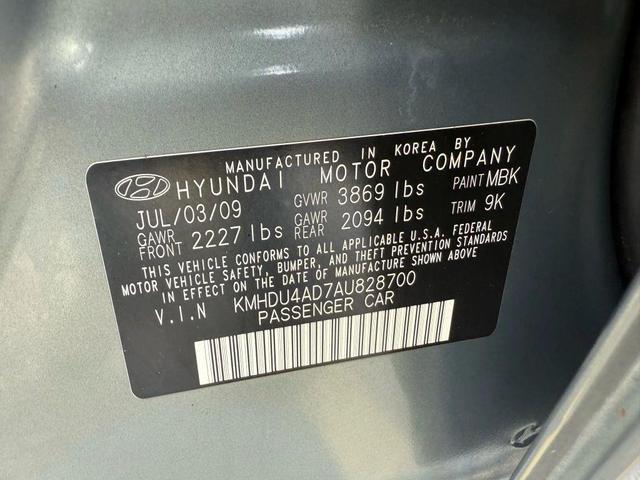 MANUFACTURED IN KOREA BY
HYUNDAI MOTOR COMPANY
JUL/03/09 GVWR 3869 lbs PAINT MBK
GAWR FRONT 2227 lbs GAWR REAR 2094 lbs TRIM 9K
THIS VEHICLE CONFORMS TO ALL APPLICABLE U.S.A. FEDERAL
MOTOR VEHICLE SAFETY, BUMPER, AND THEFT PREVENTION STANDARDS
IN EFFECT ON THE DATE OF MANUFACTURE SHOWN ABOVE
V.I.N KMHDU4AD7AU828700
PASSENGER CAR